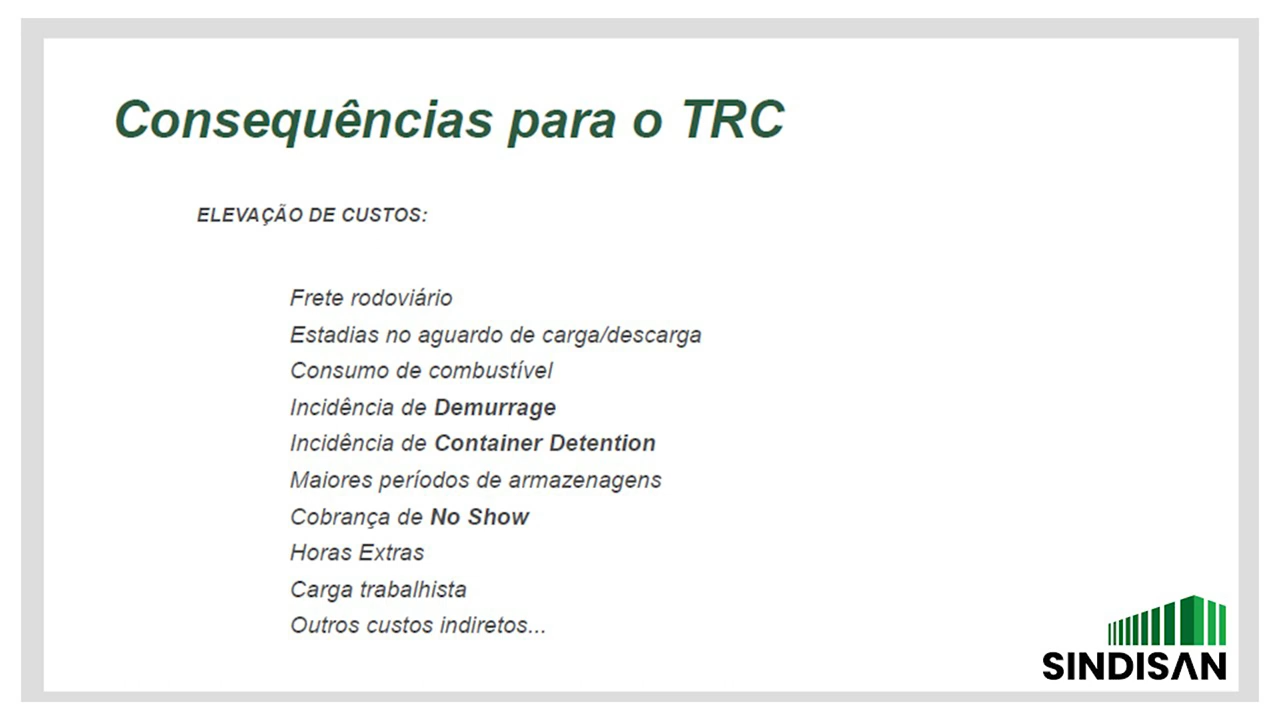 Consequências para o TRC
ELEVAÇÃO DE CUSTOS:
Frete rodoviário
Estadias no aguardo de carga/descarga
Consumo de combustível
Incidência de Demurrage
Incidência de Container Detention
Maiores períodos de armazenagens
Cobrança de No Show
Horas Extras
Carga trabalhista
Outros custos indiretos...
SINDISAN